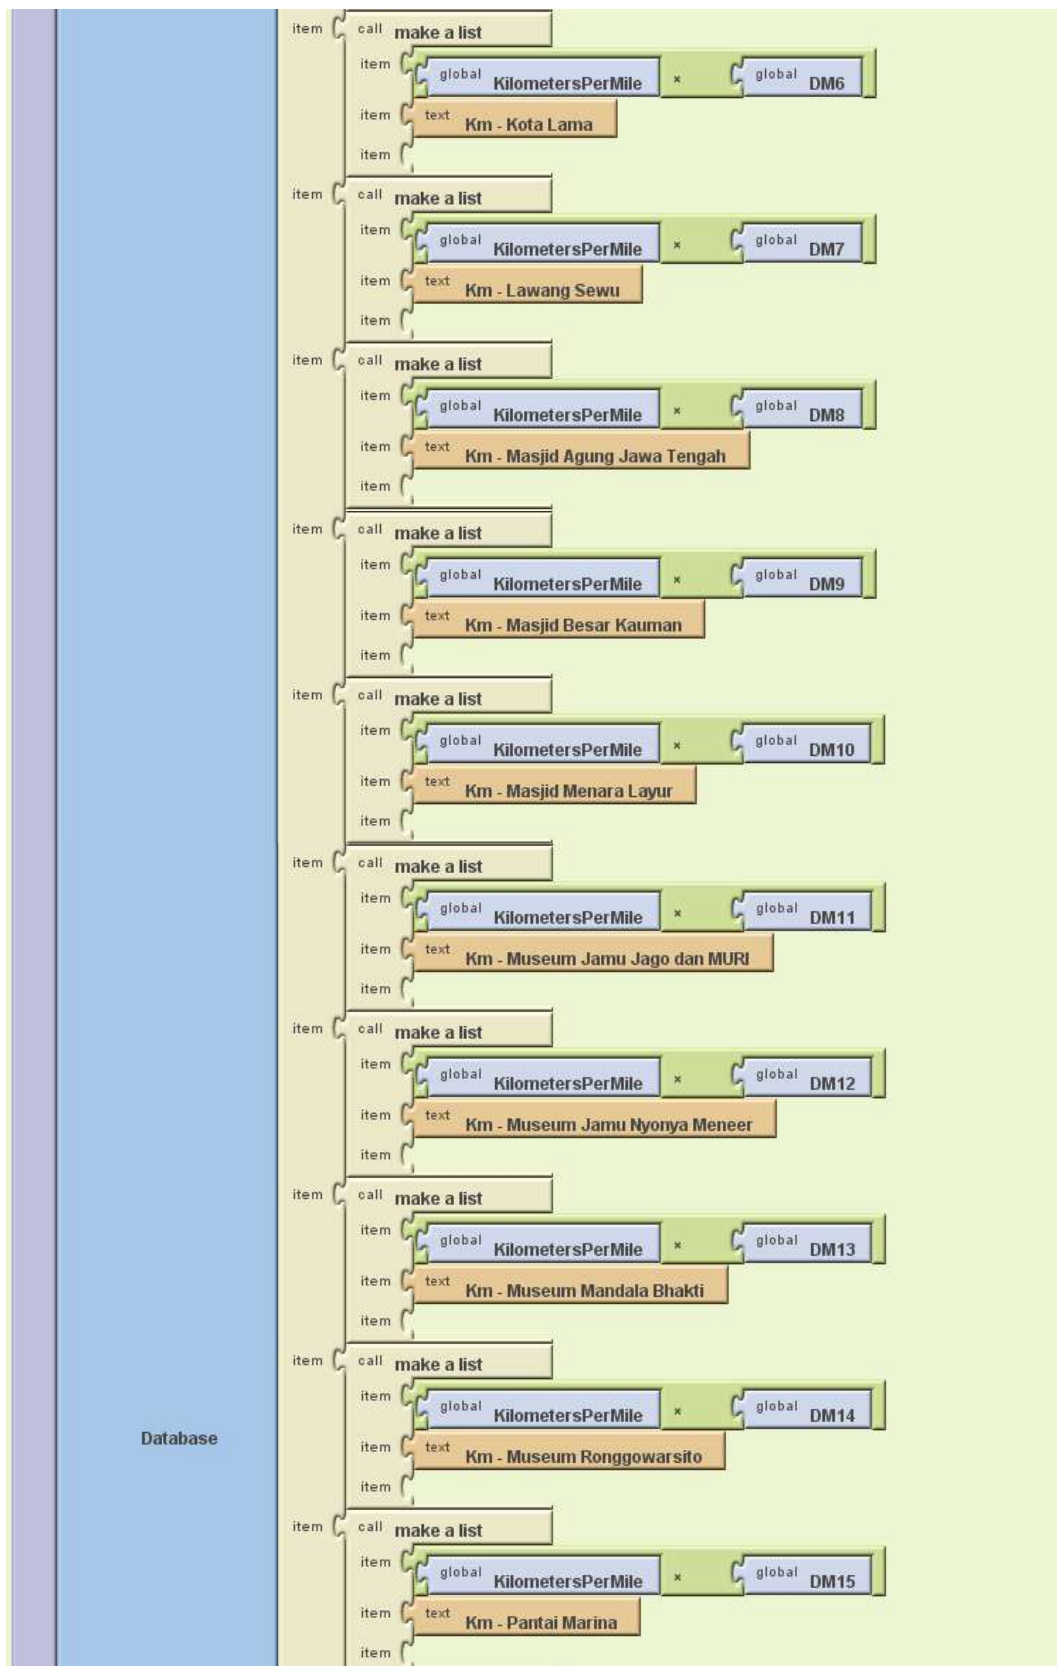 item call make a list
item global KilometersPerMile × global DM6
item text Km - Kota Lama
item
item call make a list
item global KilometersPerMile × global DM7
item text Km - Lawang Sewu
item
item call make a list
item global KilometersPerMile × global DM8
item text Km - Masjid Agung Jawa Tengah
item
item call make a list
item global KilometersPerMile × global DM9
item text Km - Masjid Besar Kauman
item
item call make a list
item global KilometersPerMile × global DM10
item text Km - Masjid Menara Layur
item
item call make a list
item global KilometersPerMile × global DM11
item text Km - Museum Jamu Jago dan MURI
item
item call make a list
item global KilometersPerMile × global DM12
item text Km - Museum Jamu Nyonya Meneer
item
item call make a list
item global KilometersPerMile × global DM13
item text Km - Museum Mandala Bhakti
item
item call make a list
item global KilometersPerMile × global DM14
Database
item text Km - Museum Ronggowarsito
item
item call make a list
item global KilometersPerMile × global DM15
item text Km - Pantai Marina
item